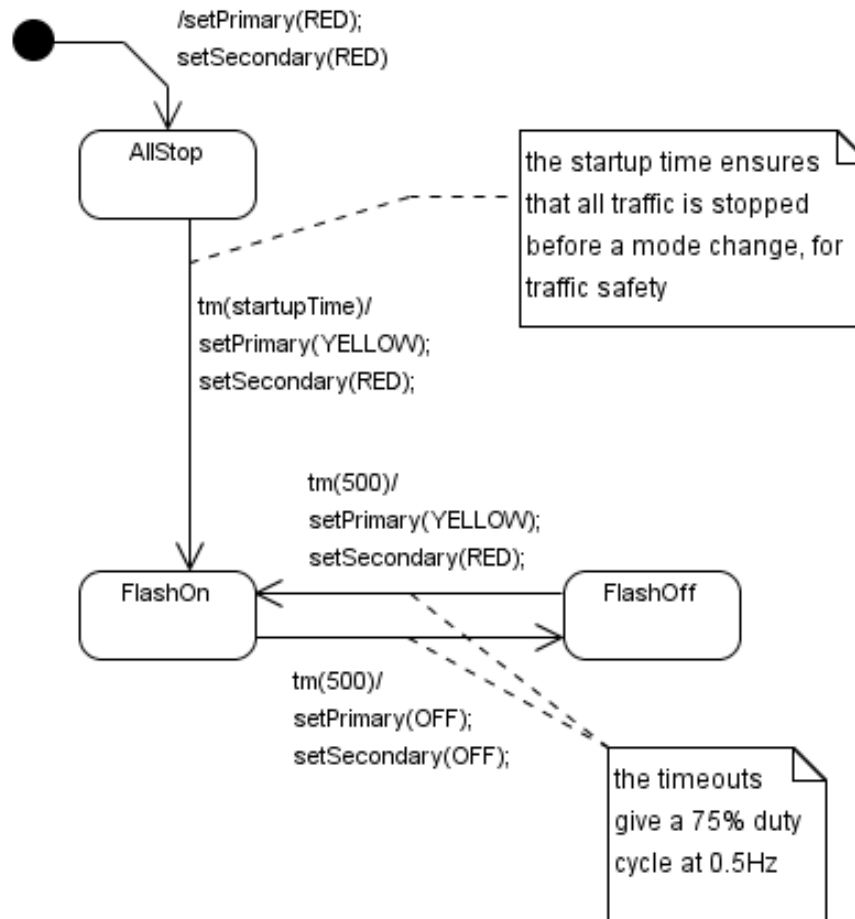 /setPrimary(RED);
setSecondary(RED)
AllStop
the startup time ensures
that all traffic is stopped
before a mode change, for
traffic safety
tm(startupTime)/
setPrimary(YELLOW);
setSecondary(RED);
tm(500)/
setPrimary(YELLOW);
setSecondary(RED);
FlashOn
FlashOff
tm(500)/
setPrimary(OFF);
setSecondary(OFF);
the timeouts
give a 75% duty
cycle at 0.5Hz